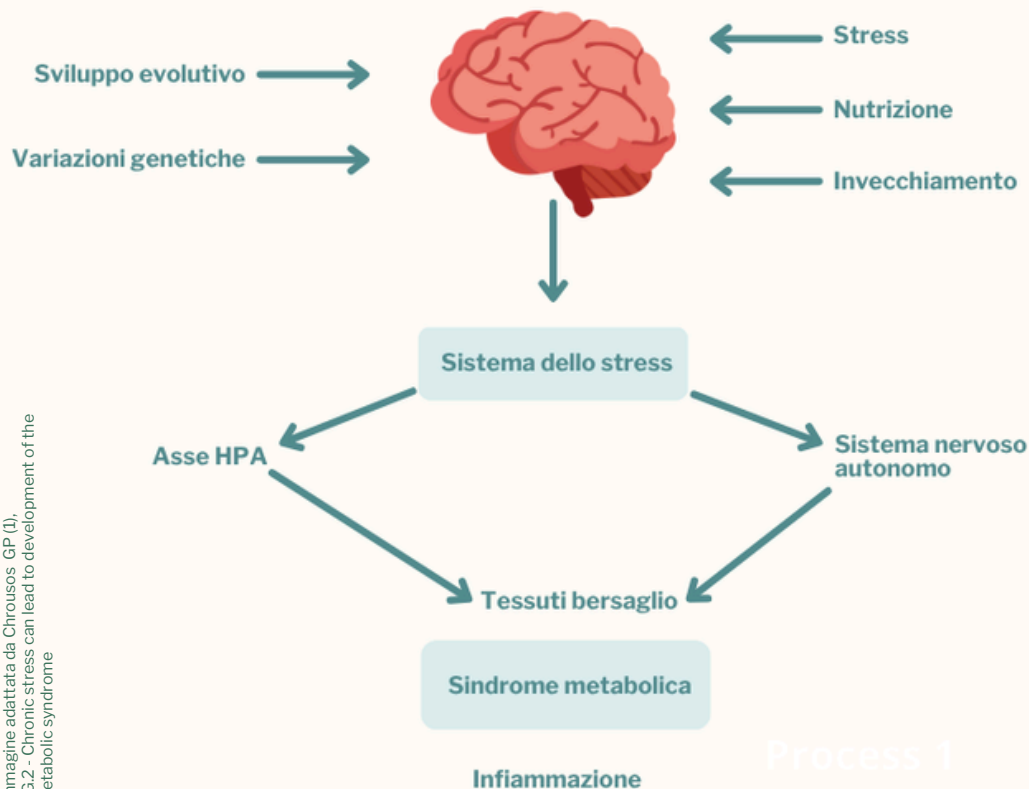 Stress
Sviluppo evolutivo
Nutrizione
Variazioni genetiche
Invecchiamento
Sistema dello stress
Asse HPA
Sistema nervoso
autonomo
Tessuti bersaglio
Sindrome metabolica
Process 1
Infiammazione
mmagine adattata da Chrousos GP (1),
G.2 - Chronic stress can lead to development of the
etabolic syndrome